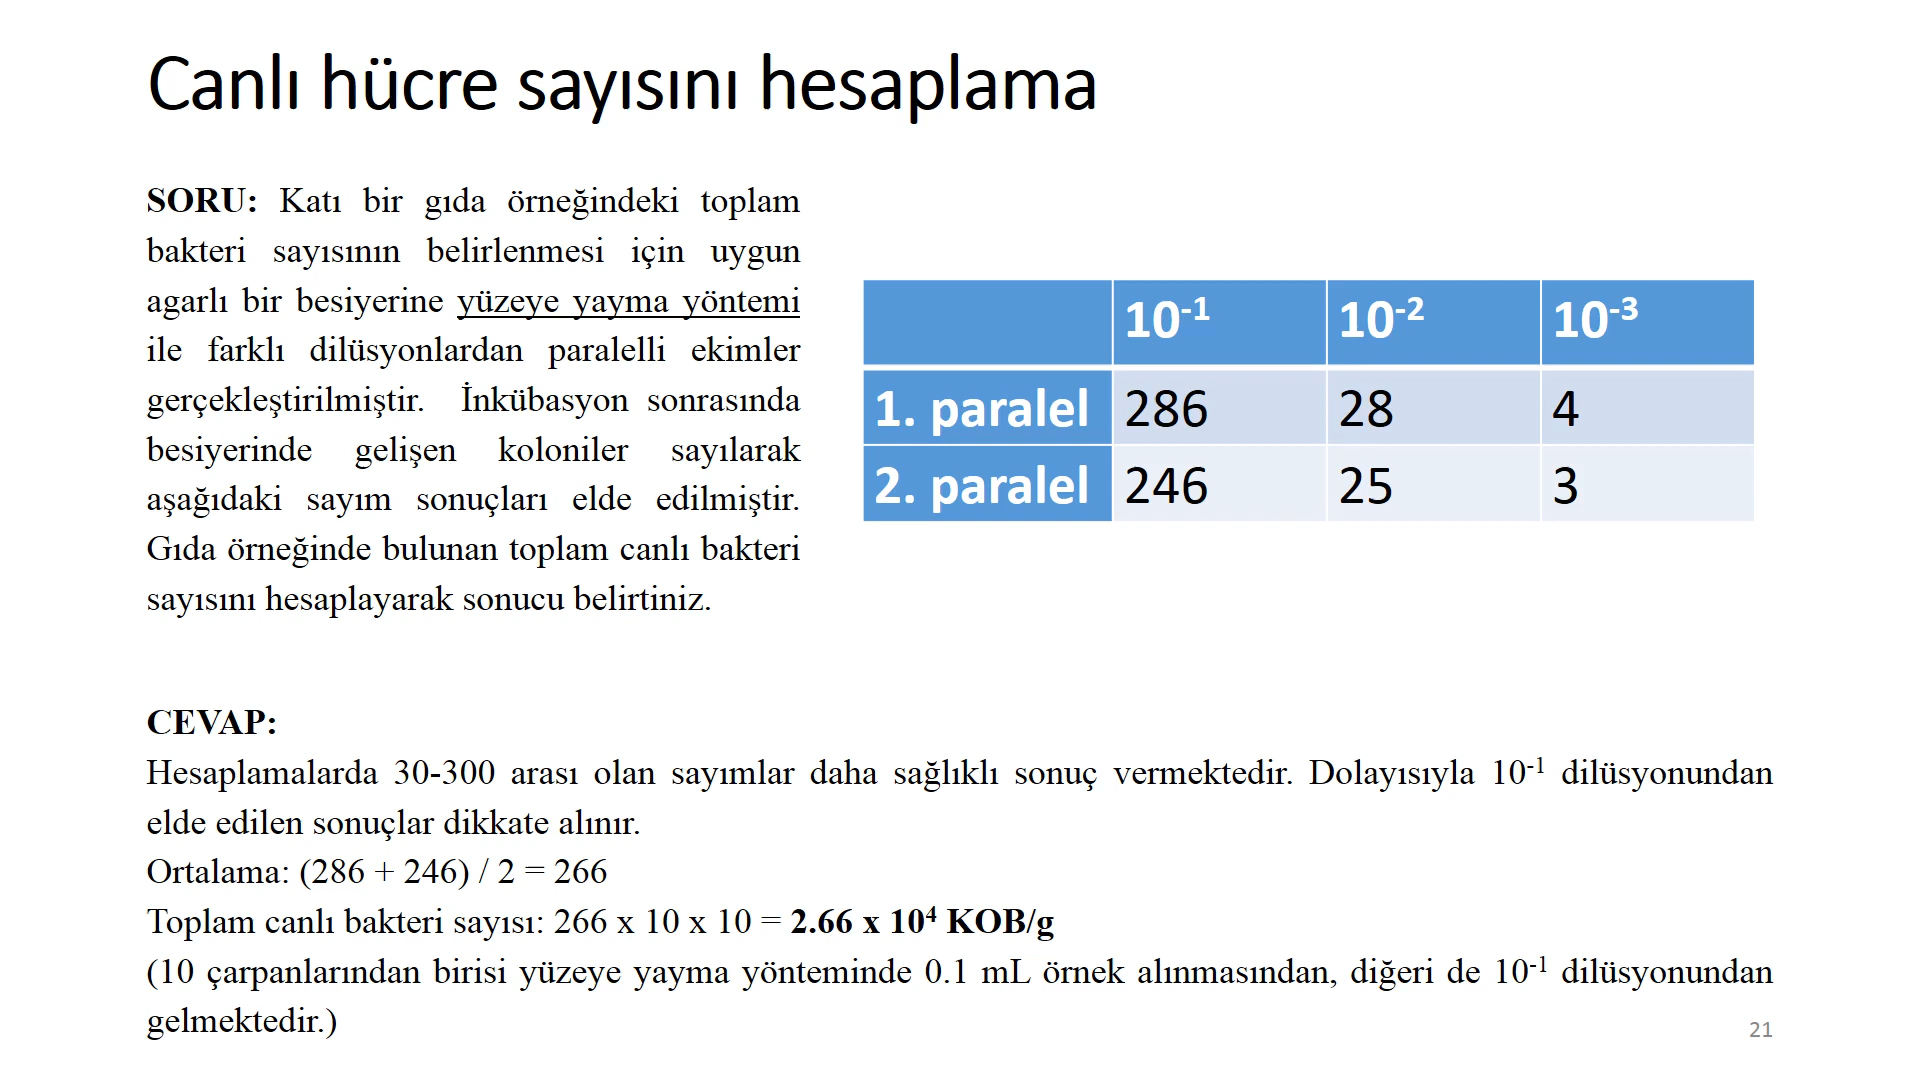 Canlı hücre sayısını hesaplama
SORU: Katı bir gıda örneğindeki toplam
bakteri sayısının belirlenmesi için uygun
agarlı bir besiyerine yüzeye yayma yöntemi
ile farklı dilüsyonlardan paralelli ekimler
gerçekleştirilmiştir. İnkübasyon sonrasında
besiyerinde gelişen koloniler sayılarak
aşağıdaki sayım sonuçları elde edilmiştir.
Gıda örneğinde bulunan toplam canlı bakteri
sayısını hesaplayarak sonucu belirtiniz.
10⁻¹ 10⁻² 10⁻³
1. paralel 286 28 4
2. paralel 246 25 3
CEVAP:
Hesaplamalarda 30-300 arası olan sayımlar daha sağlıklı sonuç vermektedir. Dolayısıyla 10⁻¹ dilüsyonundan
elde edilen sonuçlar dikkate alınır.
Ortalama: (286 + 246) / 2 = 266
Toplam canlı bakteri sayısı: 266 x 10 x 10 = 2.66 x 10⁴ KOB/g
(10 çarpanlarından birisi yüzeye yayma yönteminde 0.1 mL örnek alınmasından, diğeri de 10⁻¹ dilüsyonundan
gelmektedir.)
21